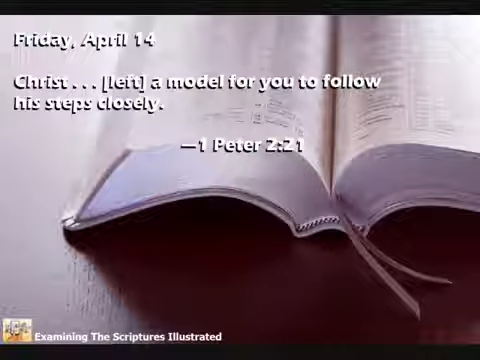 Friday, April 14
Christ . . . [left] a model for you to follow
his steps closely.
—1 Peter 2:21
Examining The Scriptures Illustrated